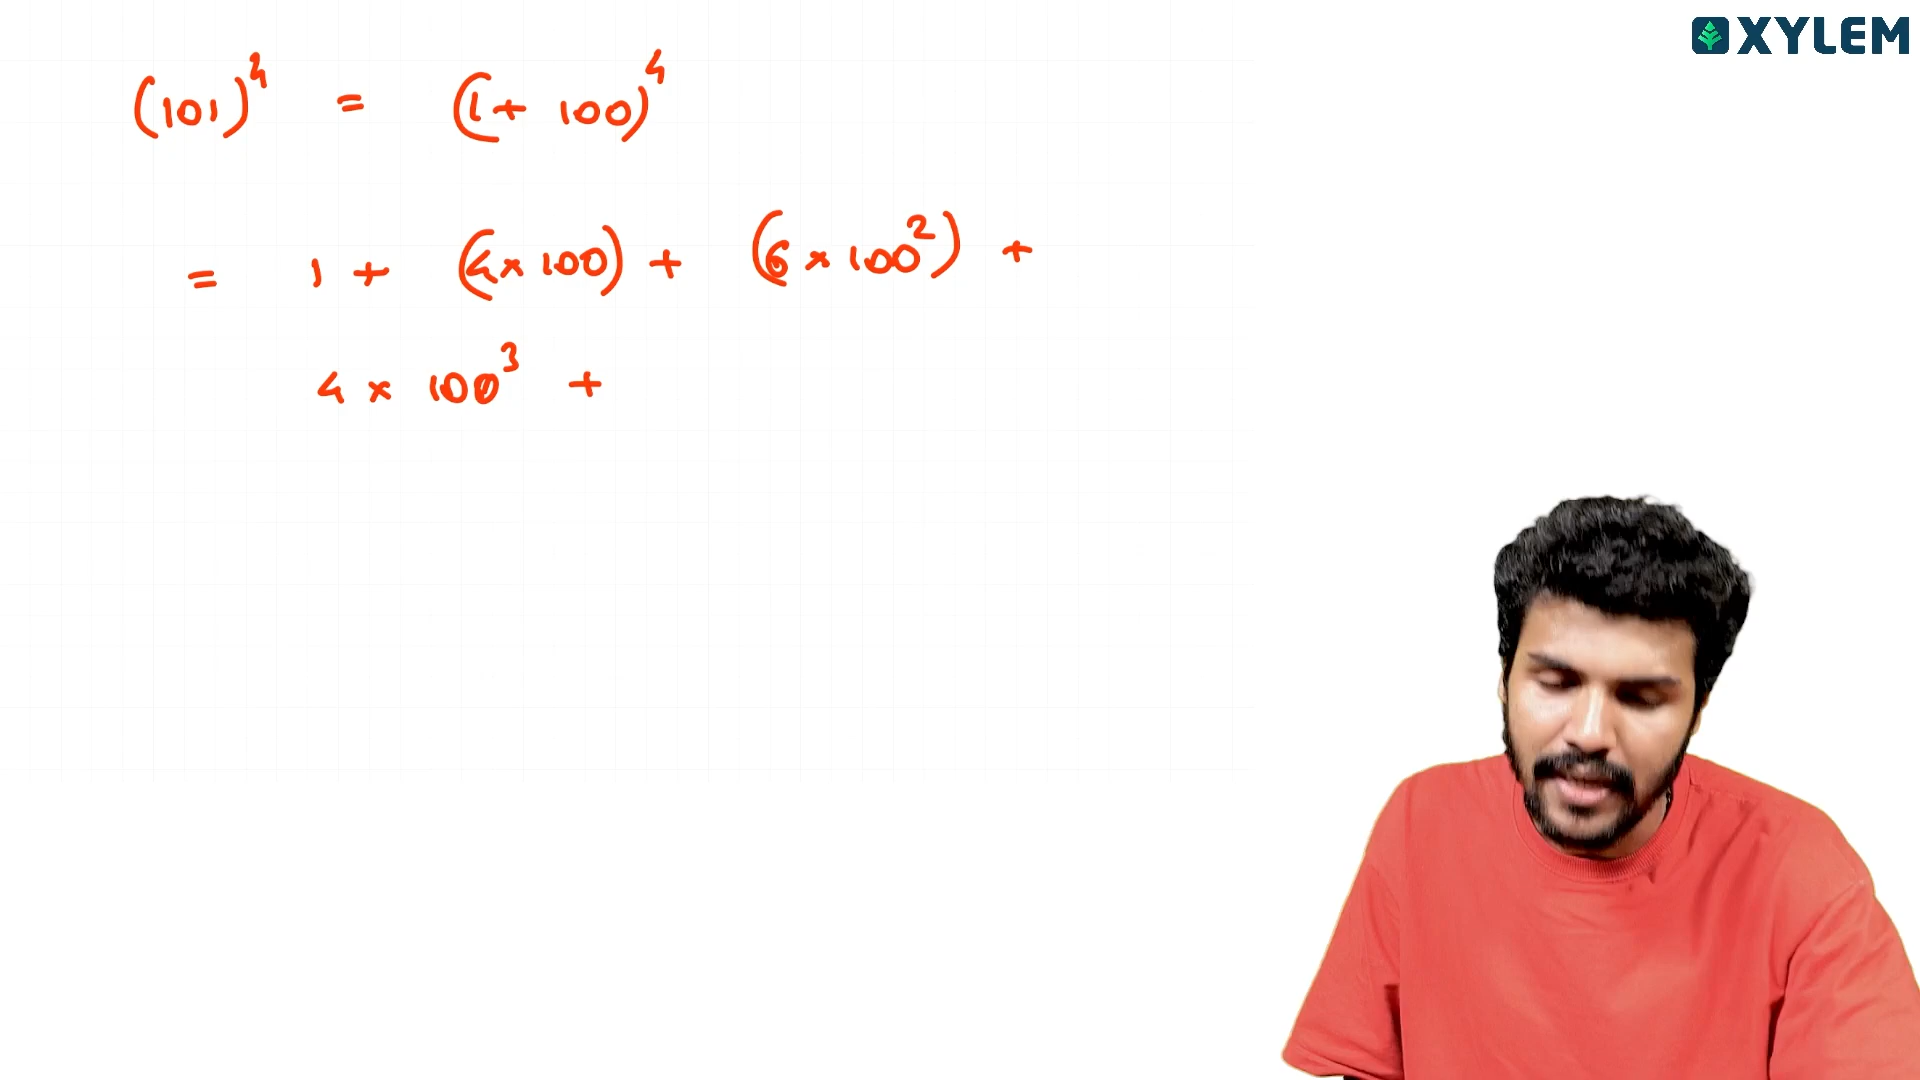 XYLEM
(101)⁴ = (1 + 100)⁴
= 1 + (4 × 100) + (6 × 100²) +
4 × 100³ +